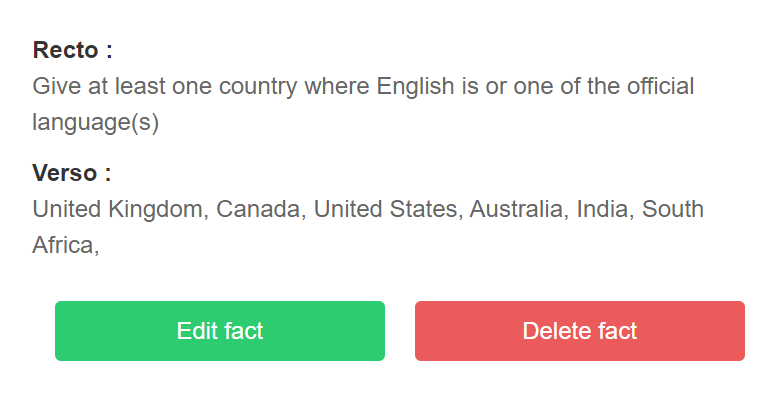 Recto :
Give at least one country where English is or one of the official
language(s)
Verso :
United Kingdom, Canada, United States, Australia, India, South
Africa,
Edit fact
Delete fact